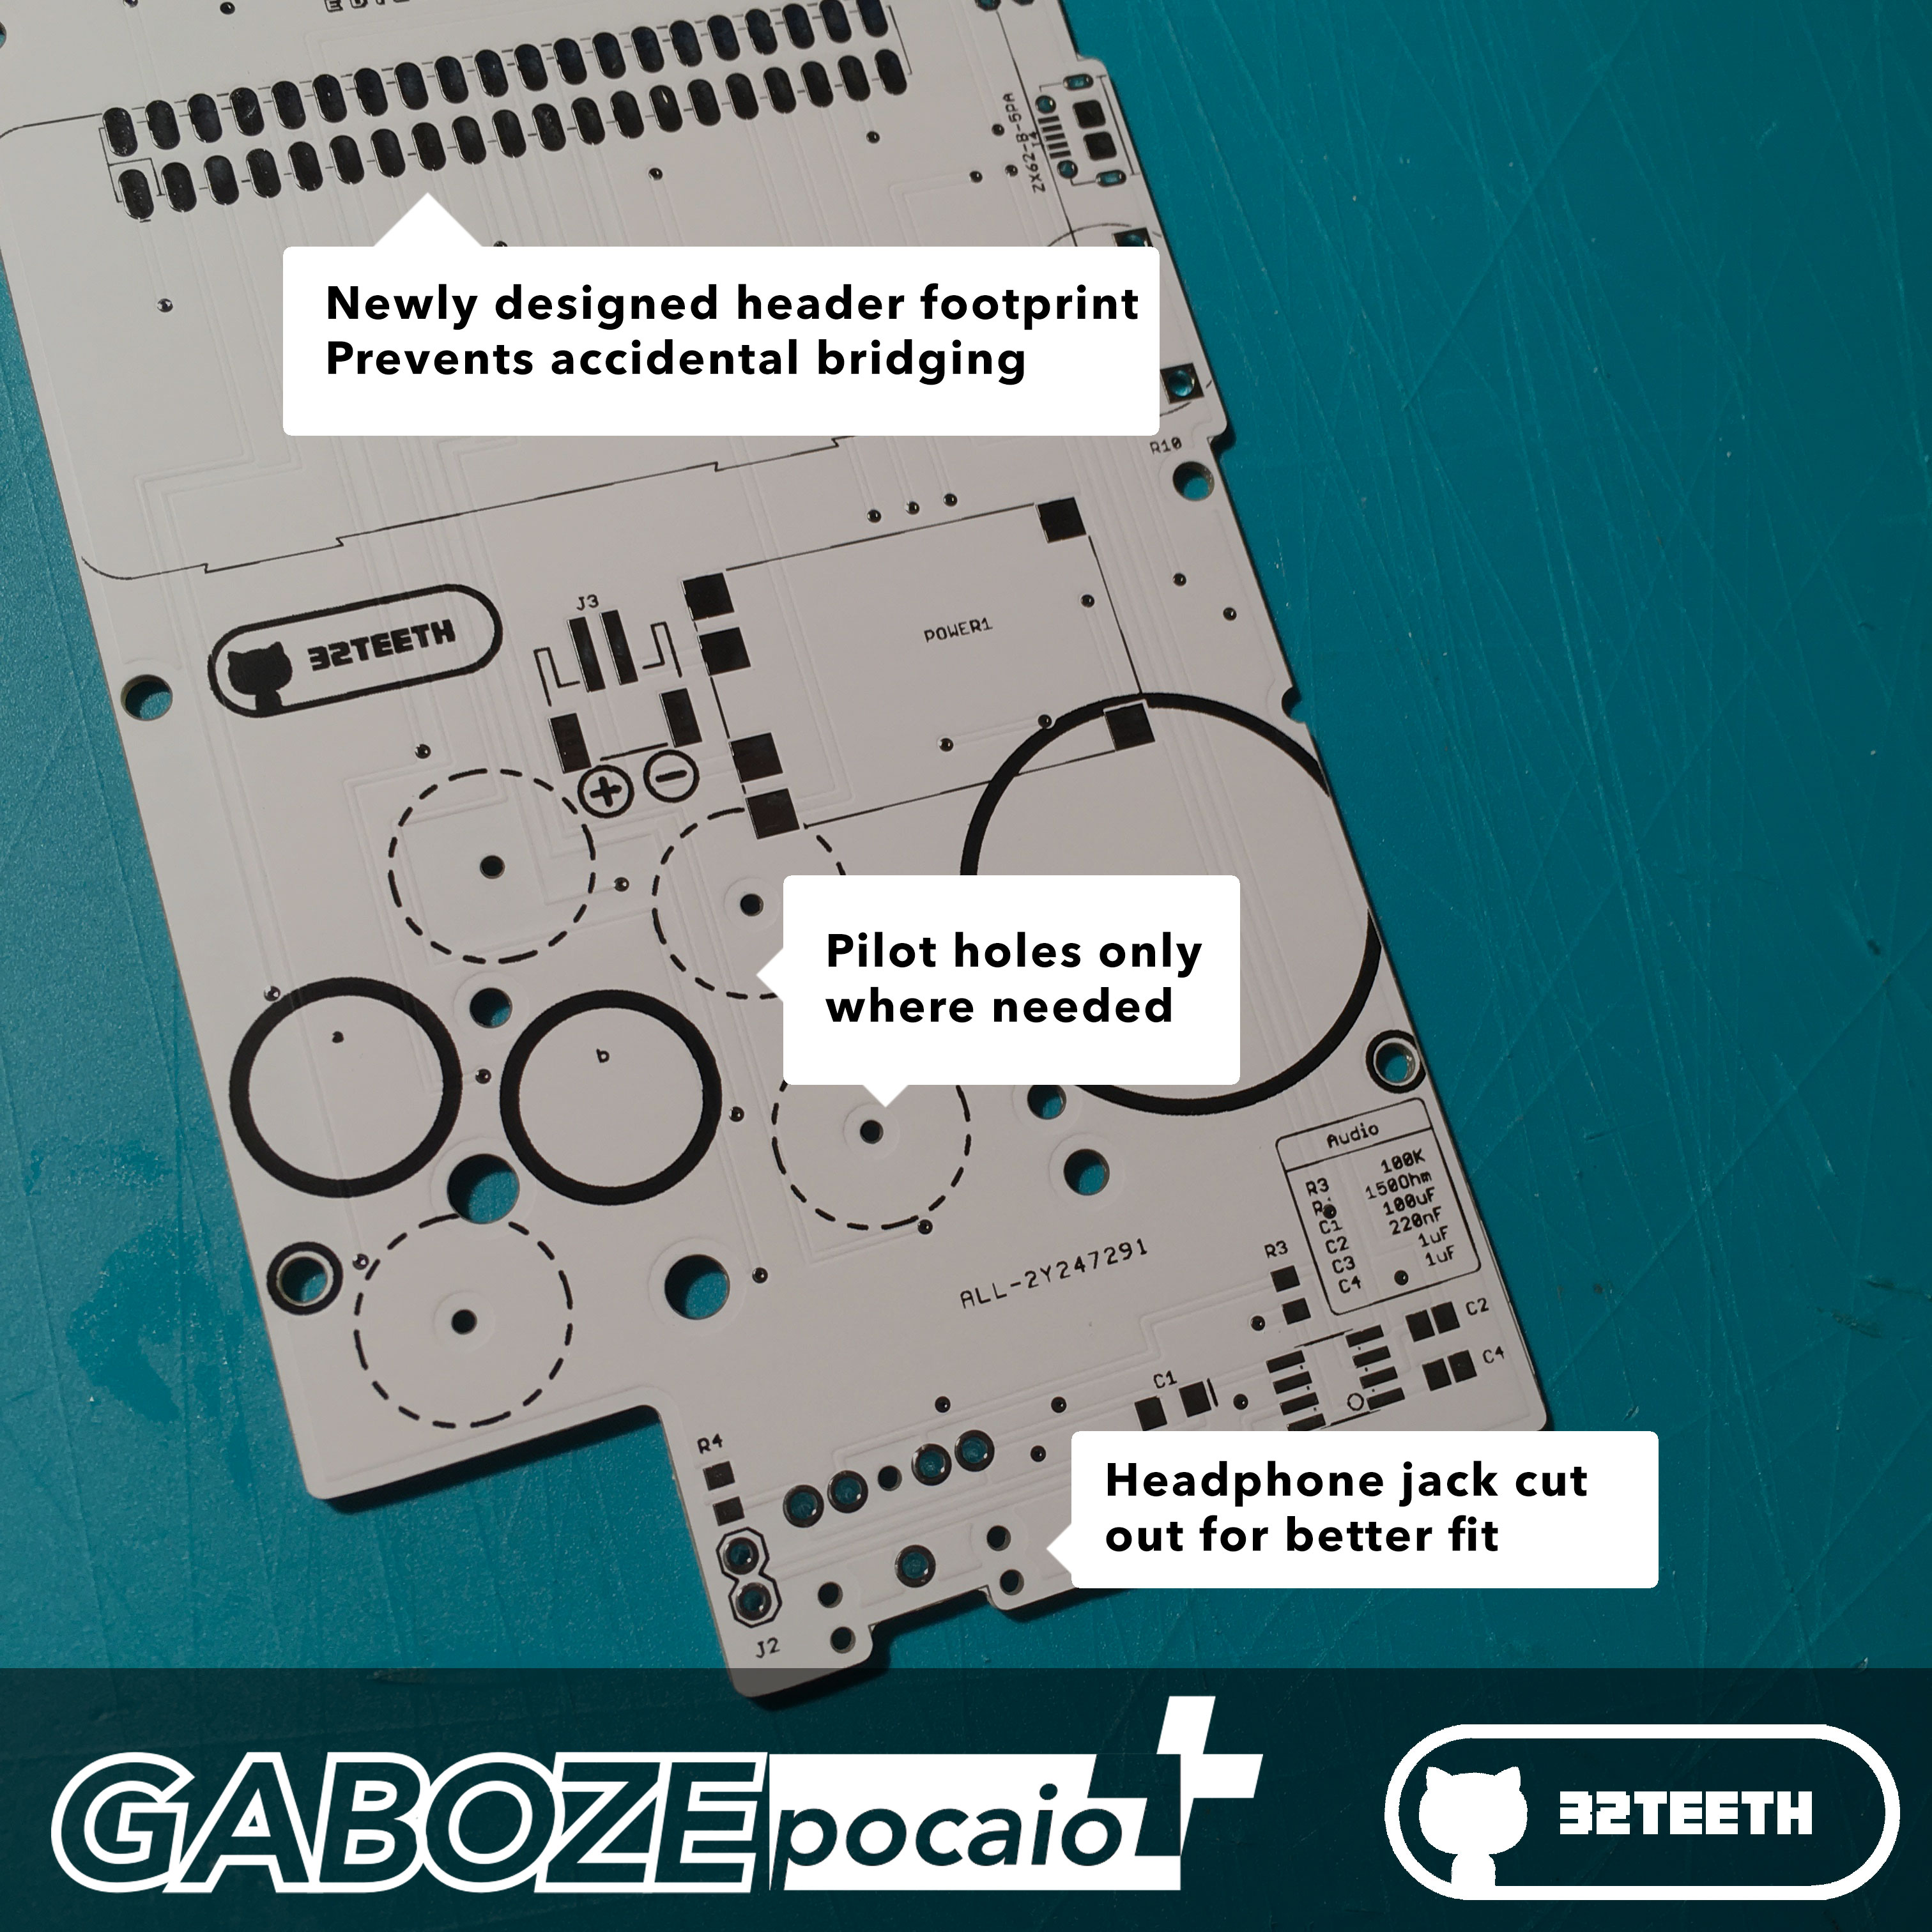 ZX62-B-5PA
Newly designed header footprint
Prevents accidental bridging
R10
J3
32TEETH
POWER1
+ -
Pilot holes only
where needed
a
b
Audio
R3 100K
150Ohm
C1 100uF
C2 220nF
C3 1uF
C4 1uF
ALL-2Y247291
R3
C2
C4
C1
R4
Headphone jack cut
out for better fit
J2
GABOZE pocaio+
32TEETH